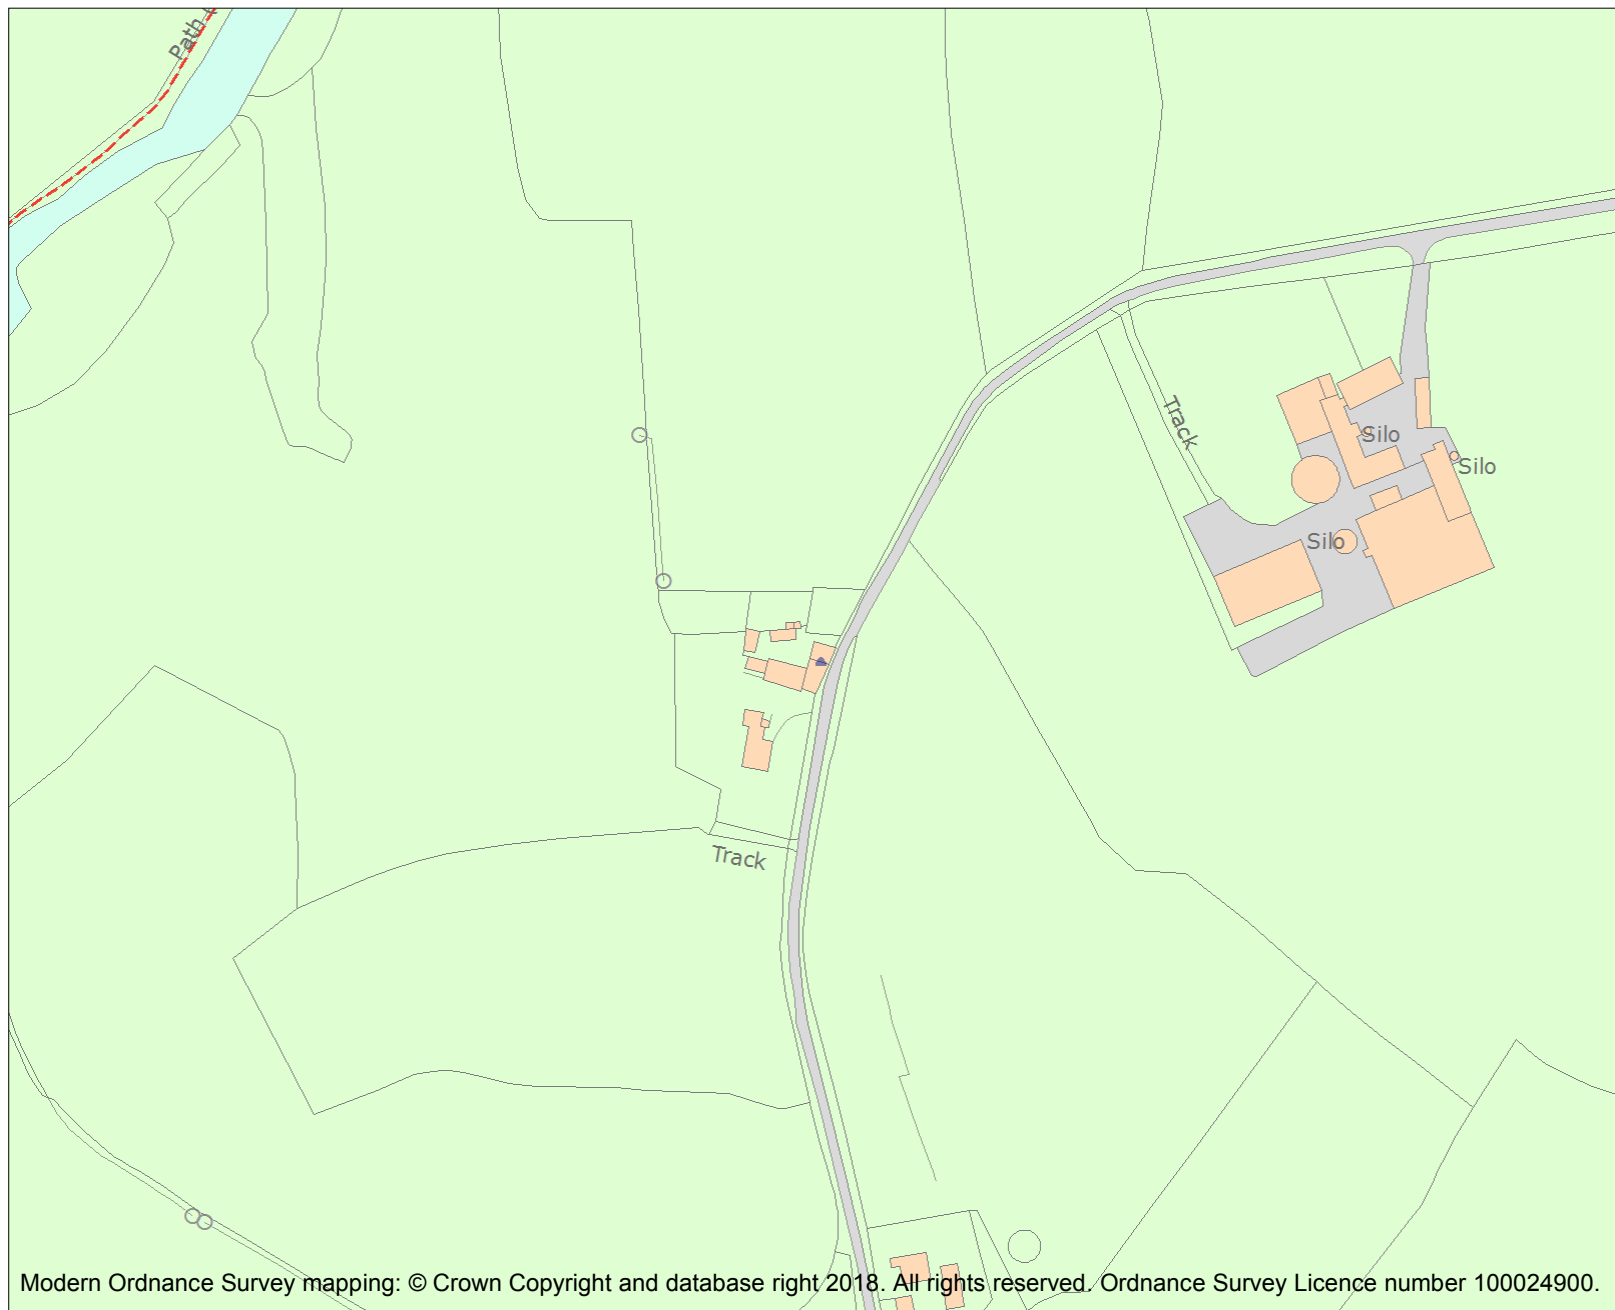 Path
Track
Silo
Silo
Silo
Track
Modern Ordnance Survey mapping: © Crown Copyright and database right 2018. All rights reserved. Ordnance Survey Licence number 100024900.